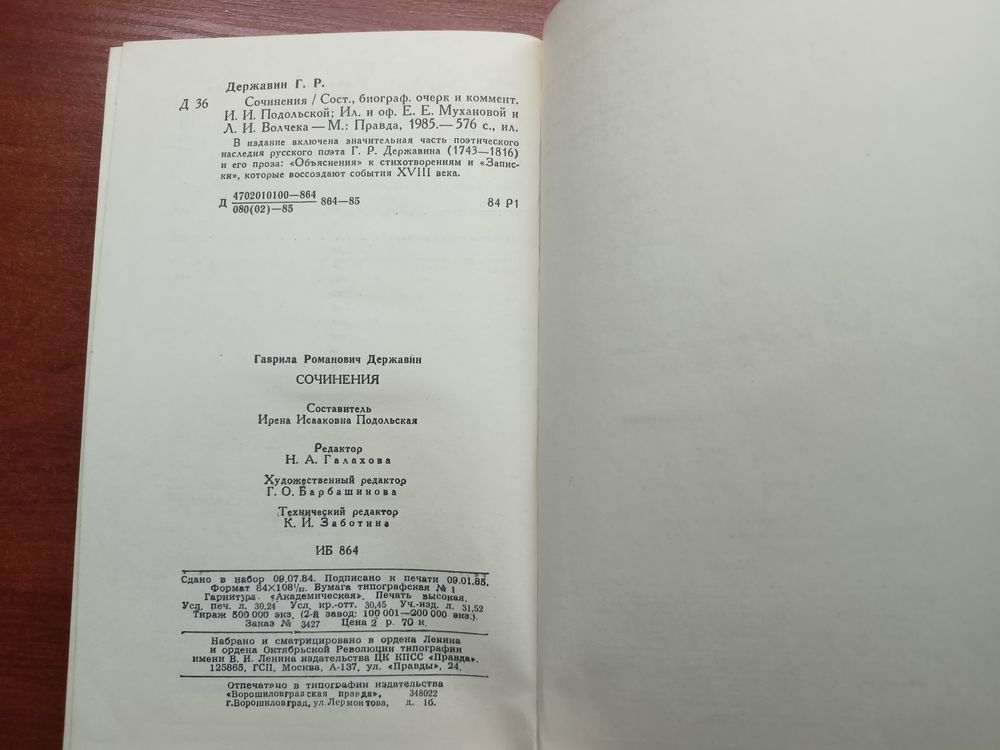 Державин Г. Р.
Д 36 Сочинения / Сост., биограф. очерк и коммент.
И. И. Подольской; Ил. и оф. Е. Е. Мухановой и
Л. И. Волчека — М.: Правда, 1985.— 576 с., ил.
В издание включена значительная часть поэтического
наследия русского поэта Г. Р. Державина (1743—1816)
и его проза: «Объяснения» к стихотворениям и «Запис-
ки», которые воссоздают события XVIII века.
Д 4702010100—864
080(02)—85
864—85 84 Р1
Гаврила Романович Державин
СОЧИНЕНИЯ
Составитель
Ирена Исааковна Подольская
Редактор
Н. А. Галахова
Художественный редактор
Г. О. Барбашинова
Технический редактор
К. И. Заботина
ИБ 864
Сдано в набор 09.07.84. Подписано к печати 09.01.85.
Формат 84×108¹/₃₂. Бумага типографская № 1
Гарнитура «Академическая». Печать высокая.
Усл. печ. л. 30,24 Усл. кр.-отт. 30,45 Уч.-изд. л. 31,52
Тираж 500 000 экз. (2-й завод: 100 001—200 000 экз.).
Заказ № 3427 Цена 2 р. 70 к.
Набрано и сматрицировано в ордена Ленина
и ордена Октябрьской Революции типографии
имени В. И. Ленина издательства ЦК КПСС «Правда».
125865, ГСП, Москва, А-137, ул. «Правды», 24.
Отпечатано в типографии издательства
«Ворошиловградская правда», 348022
г. Ворошиловград, ул. Лермонтова, д. 1б.